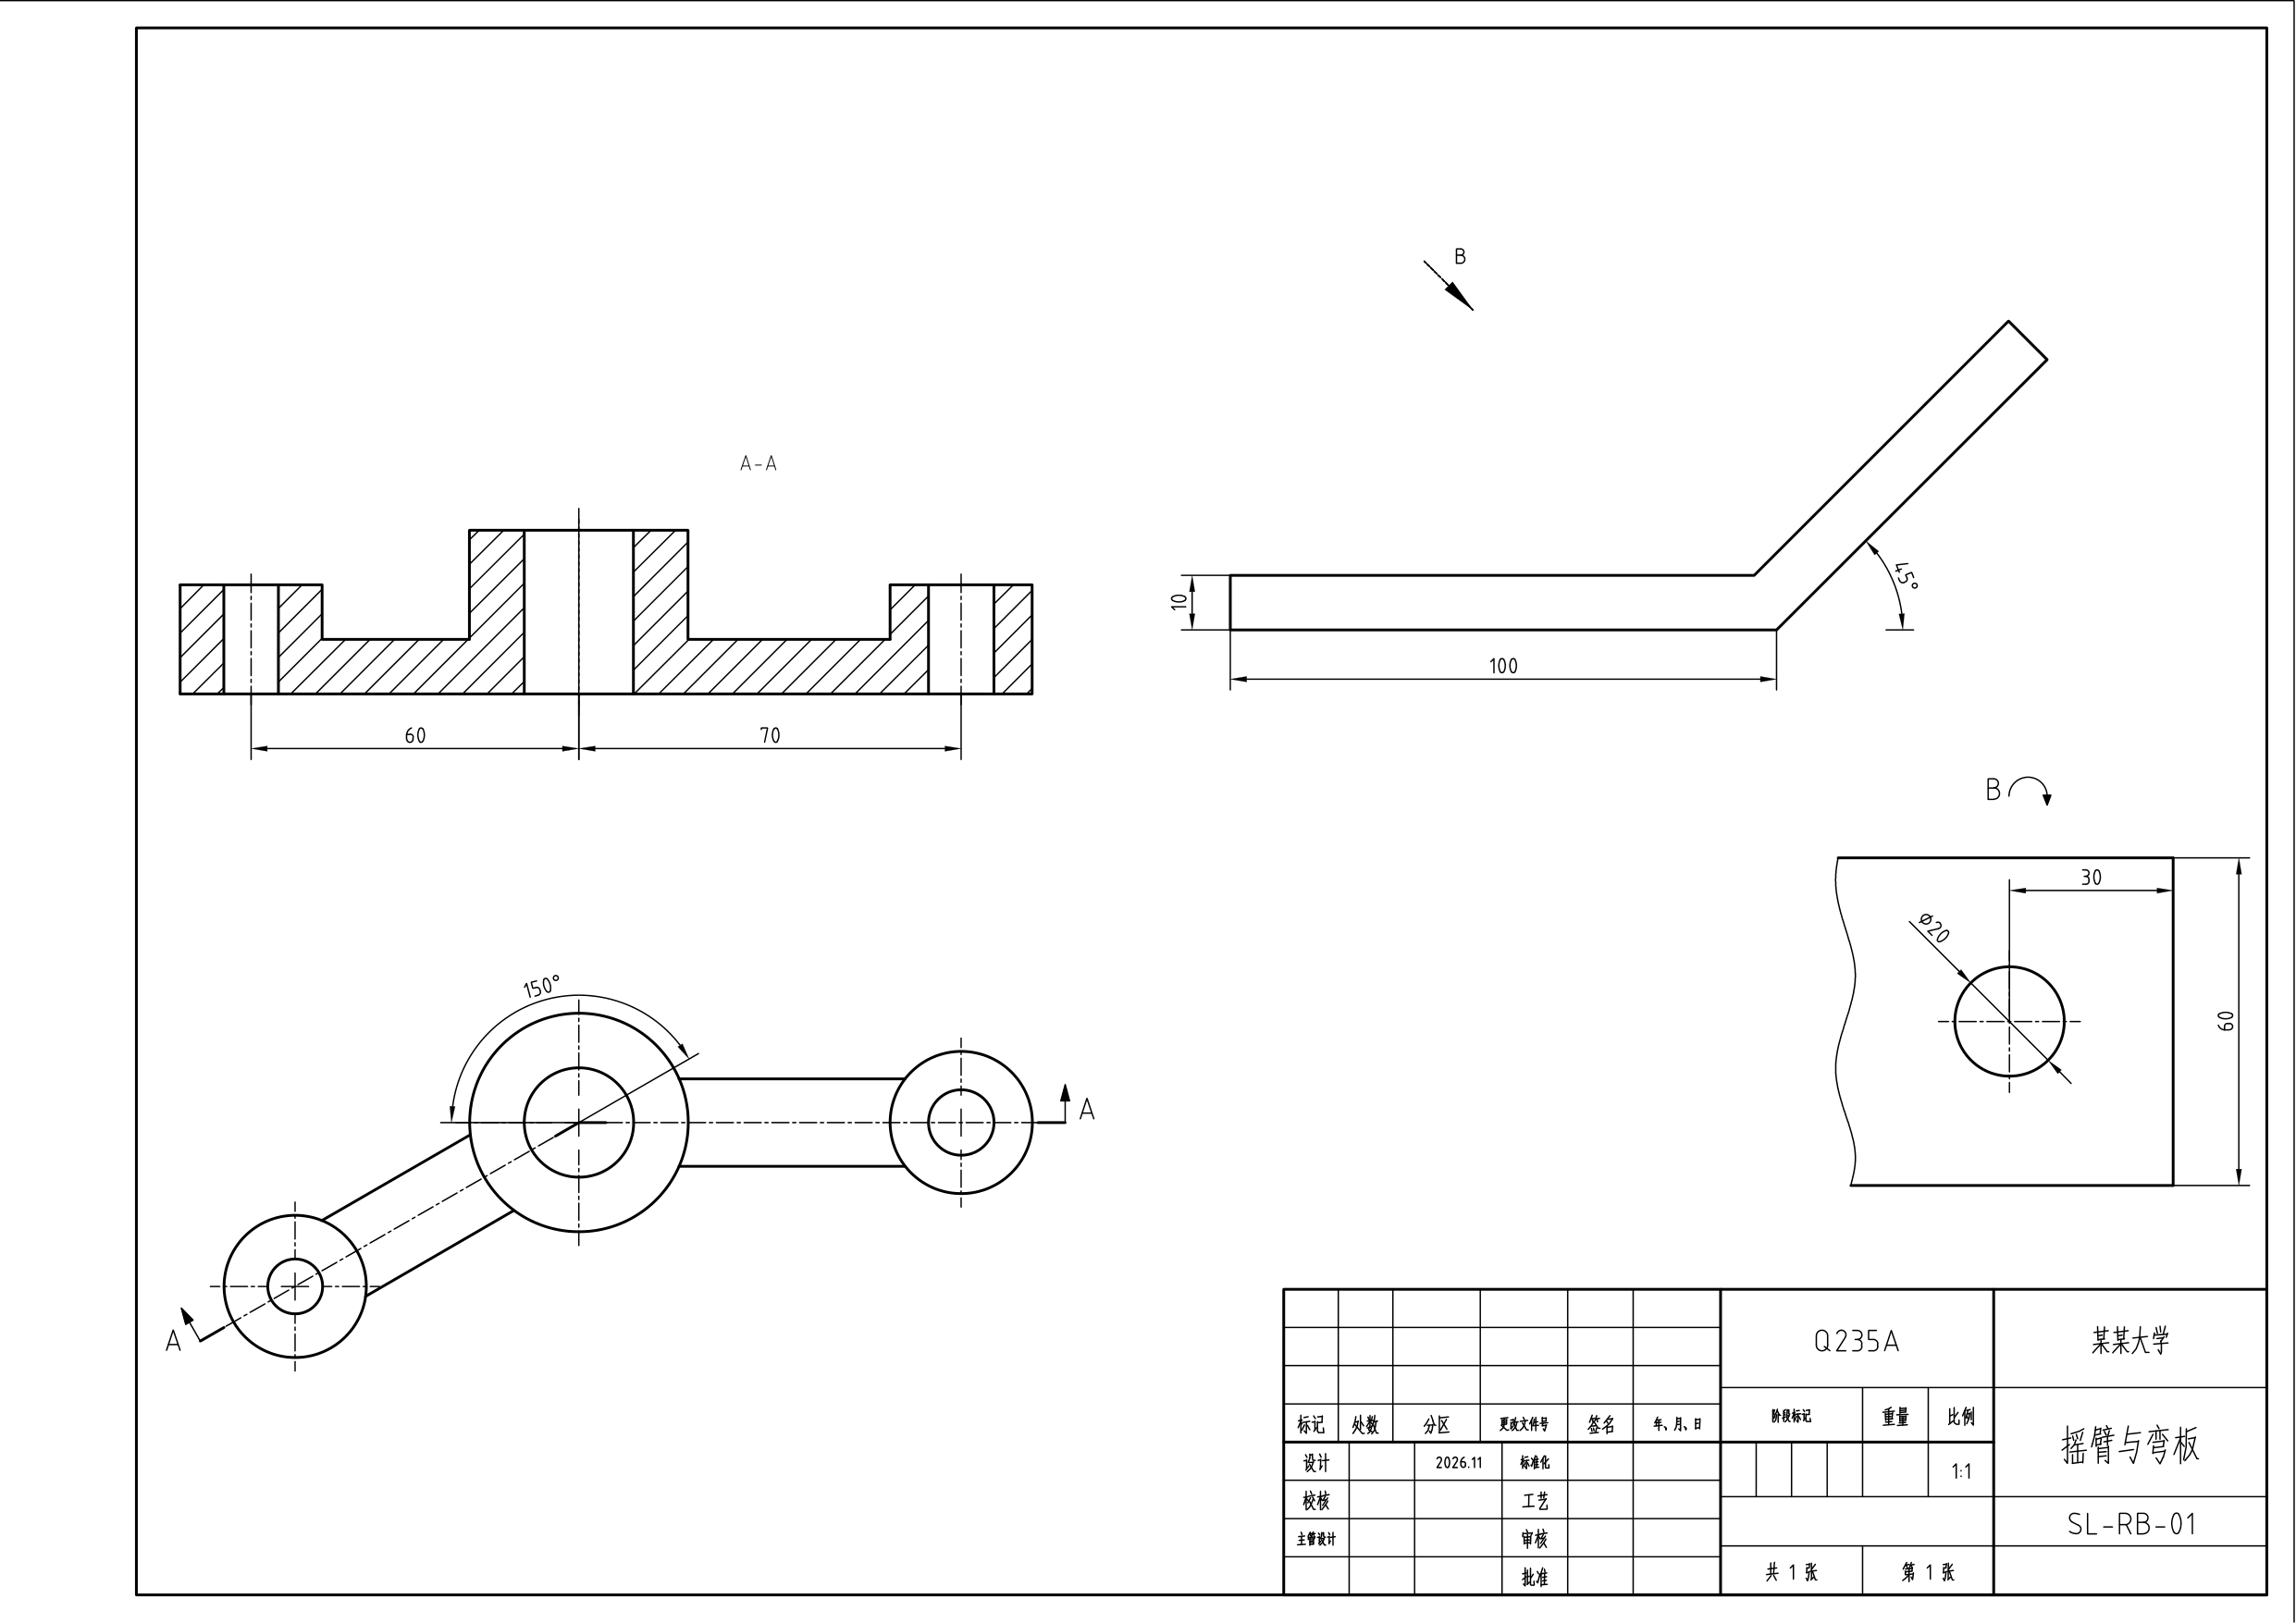 B
A-A
45°
10
100
60
70
B
30
⌀20
60
150°
A
A
Q235A
某某大学
标记 处数 分区 更改文件号 签名 年、月、日
阶段标记 重量 比例
摇臂与弯板
设计 2026.11 标准化
1:1
校核 工艺
SL-RB-01
主管设计 审核
共 1 张 第 1 张
批准